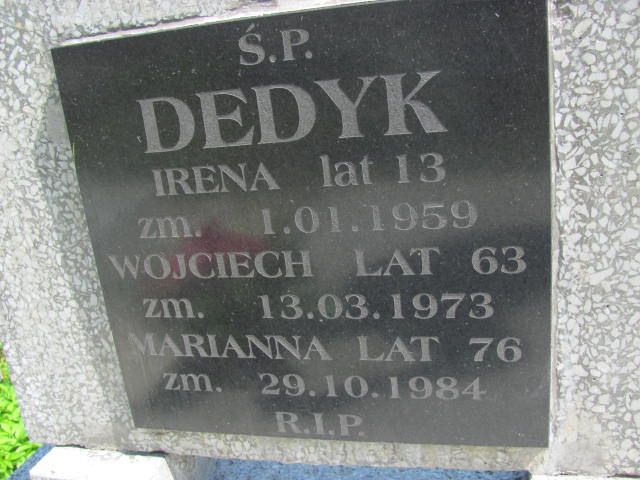 Ś.P.
DEDYK
IRENA lat 13
zm. 1.01.1959
WOJCIECH LAT 63
zm. 13.03.1973
MARIANNA LAT 76
zm. 29.10.1984
R.I.P.